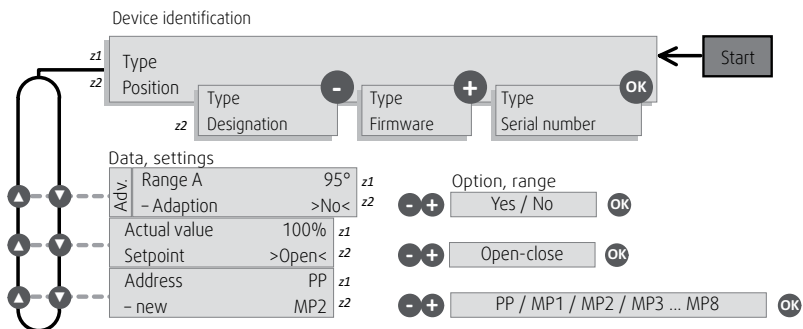 Device identification
z1 Type
z2 Position
Start
- + OK
Type Type Type
z2 Designation Firmware Serial number
Data, settings
Adv.
Range A 95° z1
– Adaption >No< z2
Option, range
- + Yes / No OK
Actual value 100% z1
Setpoint >Open< z2
- + Open-close OK
Address PP z1
– new MP2 z2
- + PP / MP1 / MP2 / MP3 ... MP8 OK